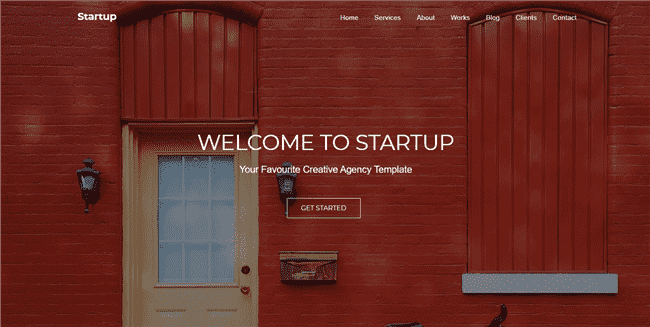 Startup
Home Services About Works Blog Clients Contact
WELCOME TO STARTUP
Your Favourite Creative Agency Template
GET STARTED